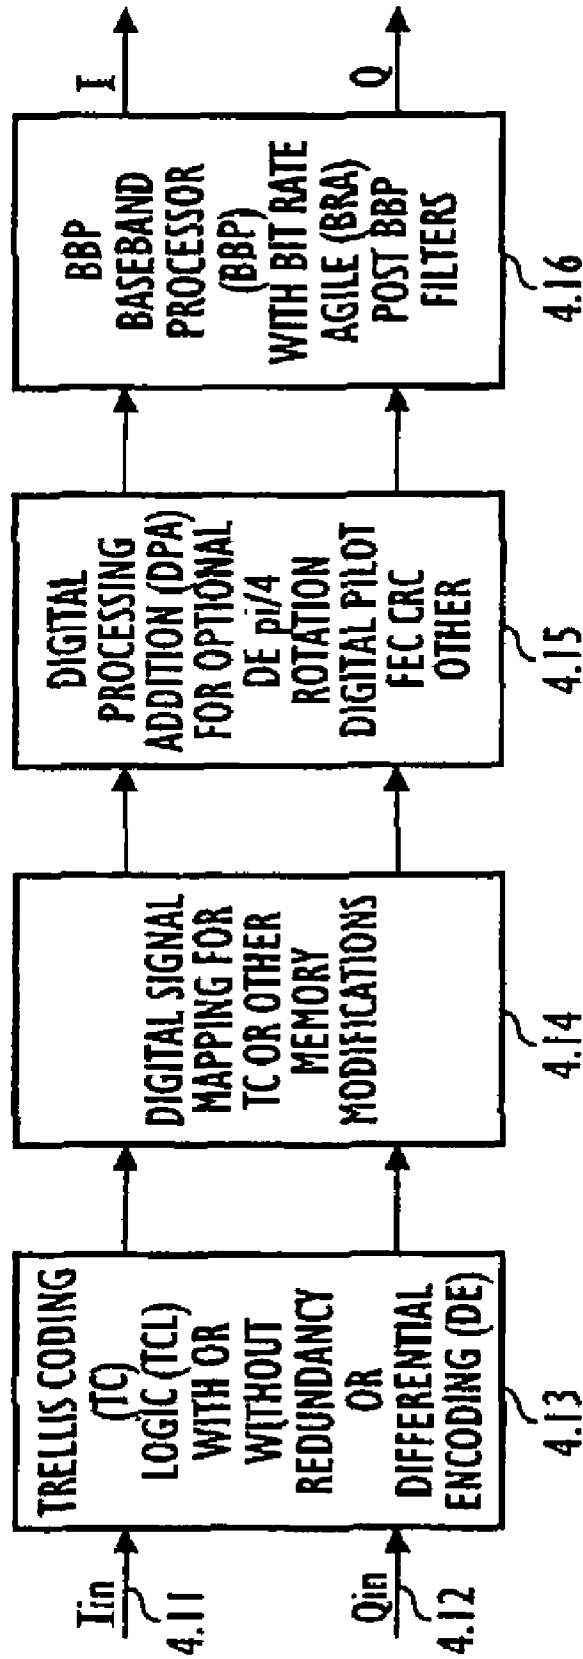 Iin
4.11
Qin
4.12
TRELLIS CODING
(TC)
LOGIC (TCL)
WITH OR
WITHOUT
REDUNDANCY
OR
DIFFERENTIAL
ENCODING (DE)
4.13
DIGITAL SIGNAL
MAPPING FOR
TC OR OTHER
MEMORY
MODIFICATIONS
4.14
DIGITAL
PROCESSING
ADDITION (DPA)
FOR OPTIONAL
DE pi/4
ROTATION
DIGITAL PILOT
FEC CRC
OTHER
4.15
BBP
BASEBAND
PROCESSOR
(BBP)
WITH BIT RATE
AGILE (BRA)
POST BBP
FILTERS
4.16
I
Q